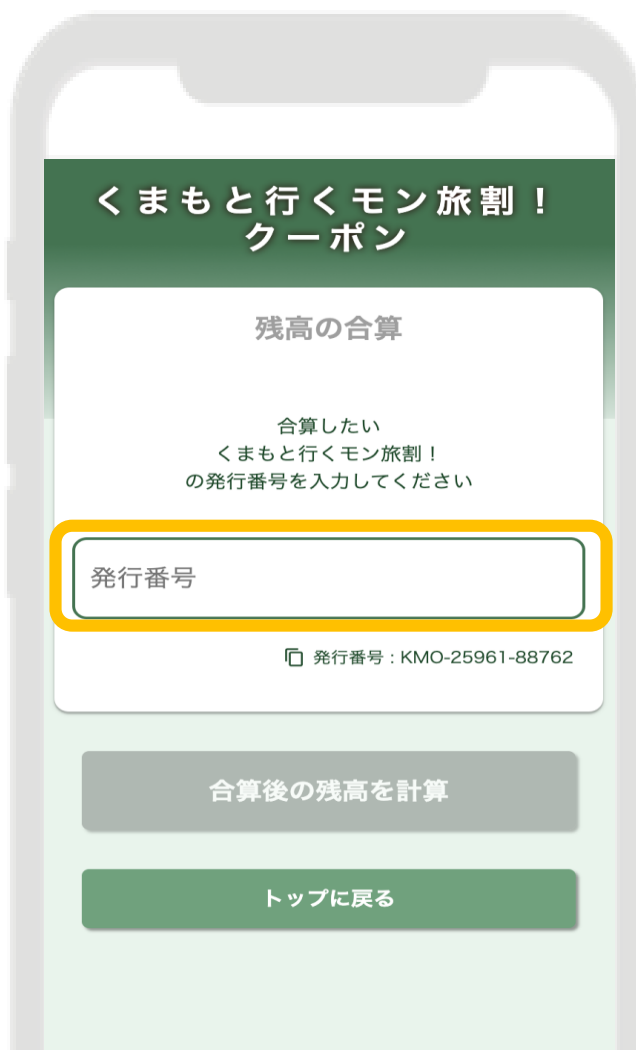 くまもと行くモン旅割！
クーポン
残高の合算
合算したい
くまもと行くモン旅割！
の発行番号を入力してください
発行番号
発行番号：KMO-25961-88762
合算後の残高を計算
トップに戻る